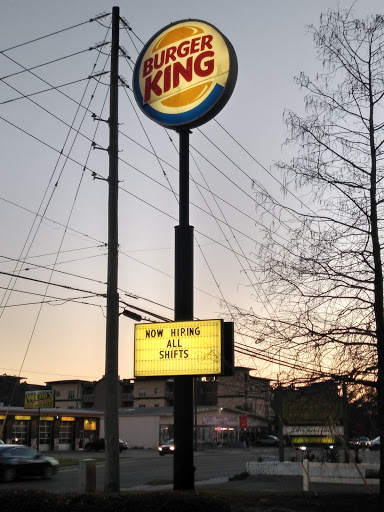 BURGER
KING
NOW HIRING
ALL
SHIFTS